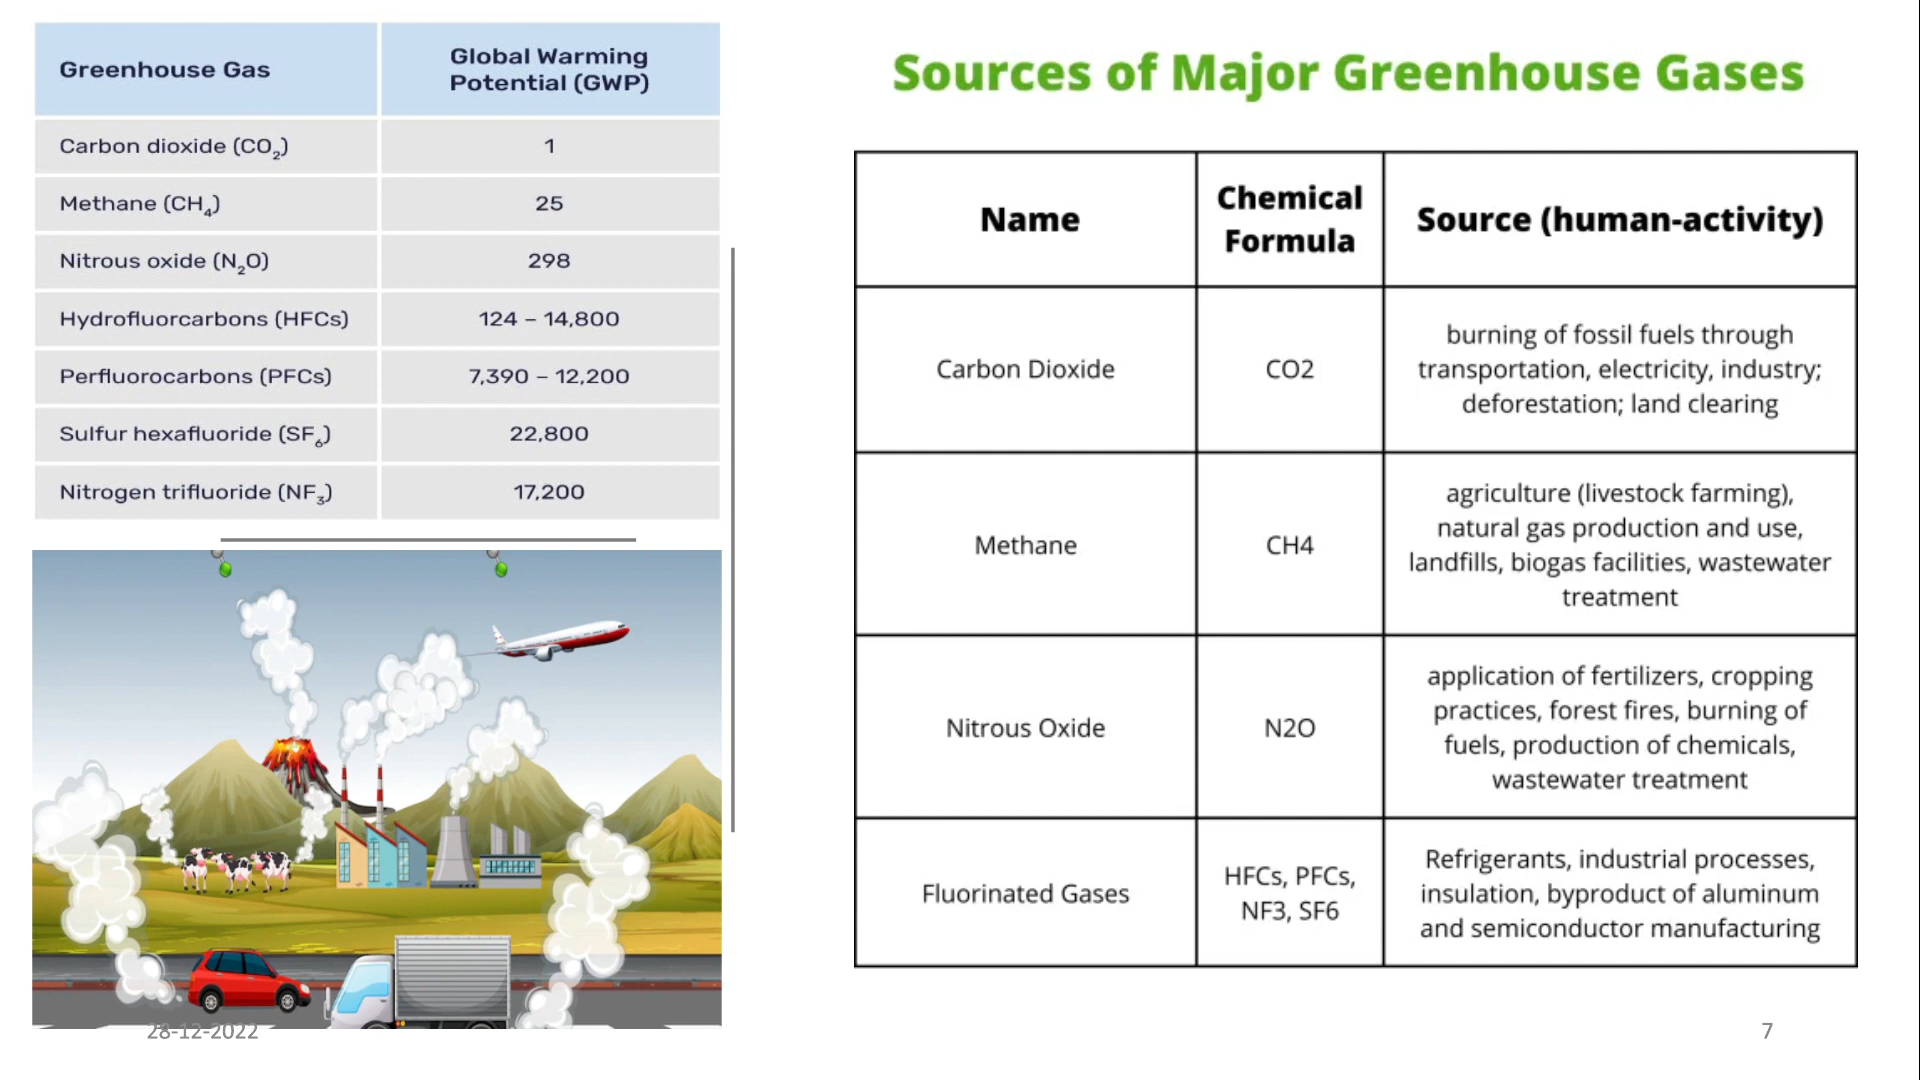 Greenhouse Gas
Global Warming
Potential (GWP)
Carbon dioxide (CO₂)
1
Methane (CH₄)
25
Nitrous oxide (N₂O)
298
Hydrofluorcarbons (HFCs)
124 – 14,800
Perfluorocarbons (PFCs)
7,390 – 12,200
Sulfur hexafluoride (SF₆)
22,800
Nitrogen trifluoride (NF₃)
17,200
Sources of Major Greenhouse Gases
Name
Chemical
Formula
Source (human-activity)
Carbon Dioxide
CO2
burning of fossil fuels through
transportation, electricity, industry;
deforestation; land clearing
Methane
CH4
agriculture (livestock farming),
natural gas production and use,
landfills, biogas facilities, wastewater
treatment
Nitrous Oxide
N2O
application of fertilizers, cropping
practices, forest fires, burning of
fuels, production of chemicals,
wastewater treatment
Fluorinated Gases
HFCs, PFCs,
NF3, SF6
Refrigerants, industrial processes,
insulation, byproduct of aluminum
and semiconductor manufacturing
28-12-2022
7